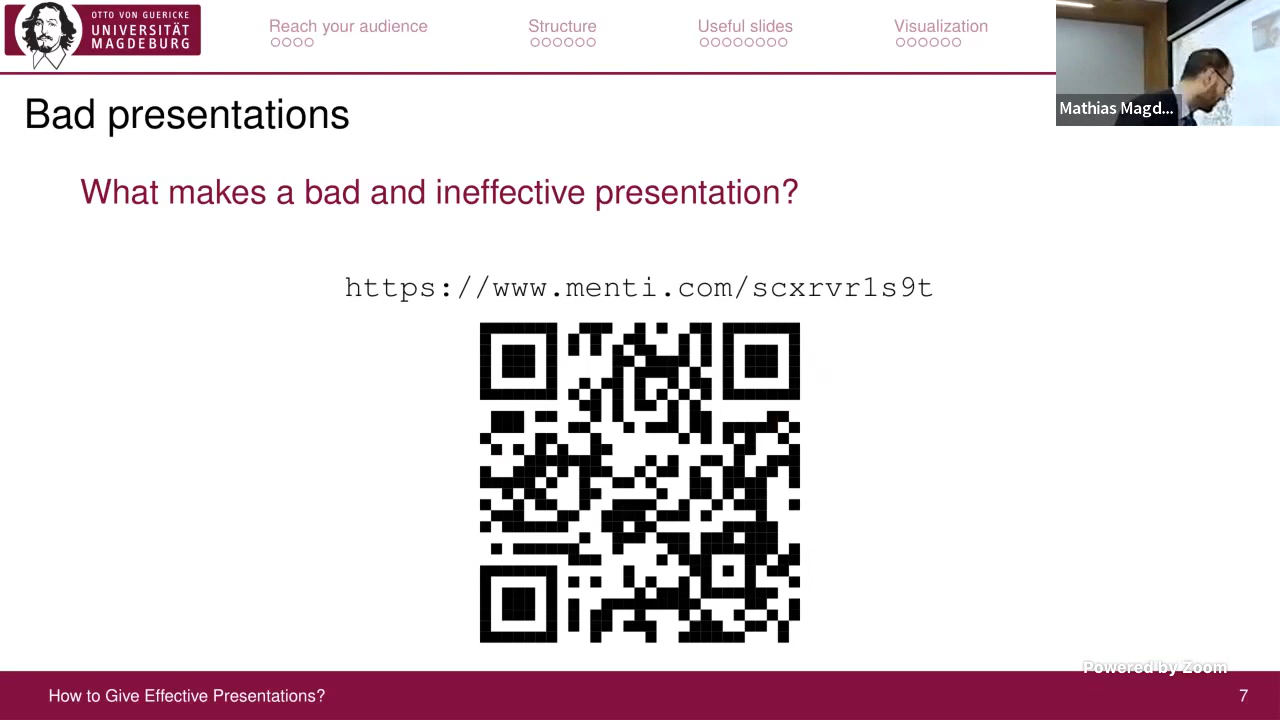 OTTO VON GUERICKE
UNIVERSITÄT
MAGDEBURG
Reach your audience
Structure
Useful slides
Visualization
Mathias Magd...
Bad presentations
What makes a bad and ineffective presentation?
https://www.menti.com/scxrvr1s9t
Powered by Zoom
How to Give Effective Presentations?
7